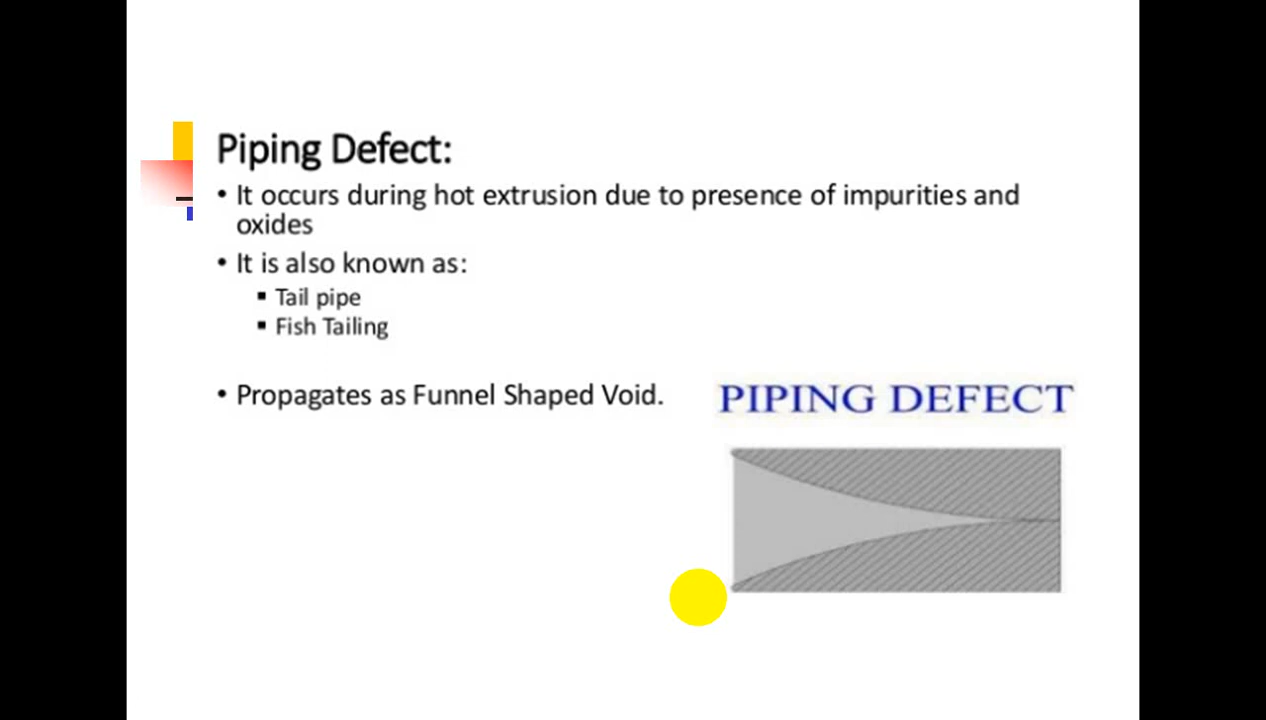 Piping Defect:
• It occurs during hot extrusion due to presence of impurities and
oxides
• It is also known as:
▪ Tail pipe
▪ Fish Tailing
• Propagates as Funnel Shaped Void.
PIPING DEFECT